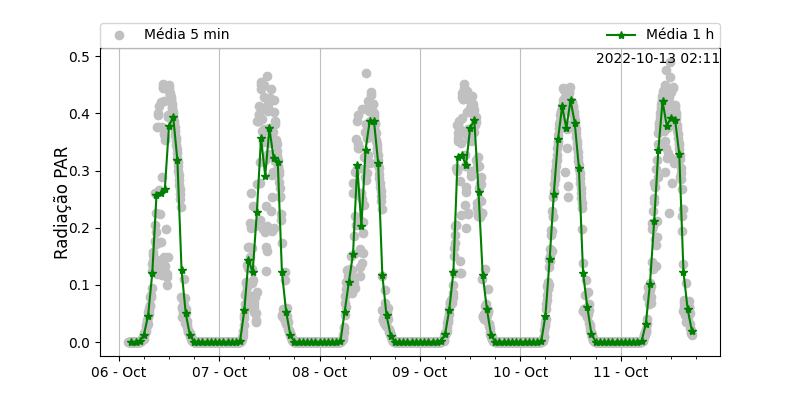 Média 5 min
Média 1 h
2022-10-13 02:11
Radiação PAR
0.5
0.4
0.3
0.2
0.1
0.0
06 - Oct
07 - Oct
08 - Oct
09 - Oct
10 - Oct
11 - Oct